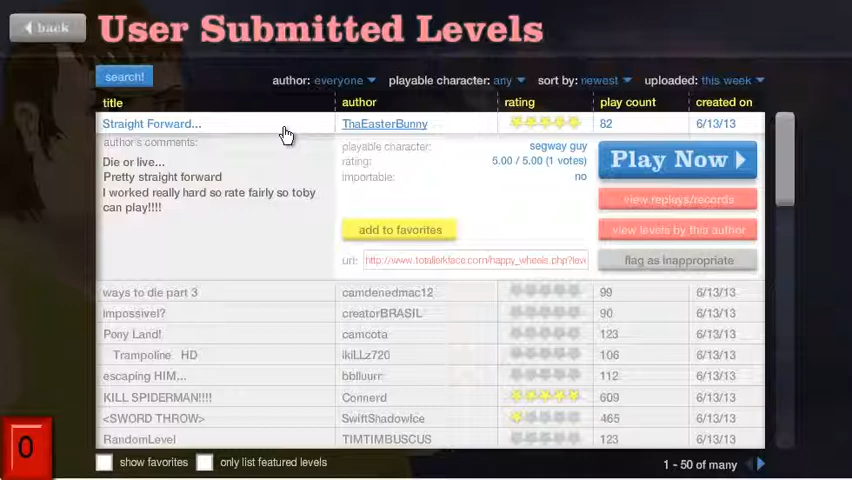 back
User Submitted Levels
search!
author: everyone playable character: any sort by: newest uploaded: this week
title author rating play count created on
Straight Forward... ThaEasterBunny 82 6/13/13
author's comments:
Die or live...
Pretty straight forward
I worked really hard so rate fairly so toby
can play!!!!
playable character: segway guy
rating: 5.00 / 5.00 (1 votes)
importable: no
Play Now
view replays/records
add to favorites
view levels by this author
url: http://www.totaljerkface.com/happy_wheels.php?leve
flag as inappropriate
ways to die part 3 camdenedmac12 99 6/13/13
impossivel? creatorBRASIL 90 6/13/13
Pony Land! camcota 123 6/13/13
Trampoline HD ikiLLz720 106 6/13/13
escaping HIM... bblluurr 112 6/13/13
KILL SPIDERMAN!!!! Connerd 609 6/13/13
<SWORD THROW> SwiftShadowIce 465 6/13/13
RandomLevel TIMTIMBUSCUS 123 6/13/13
0
show favorites only list featured levels
1 - 50 of many